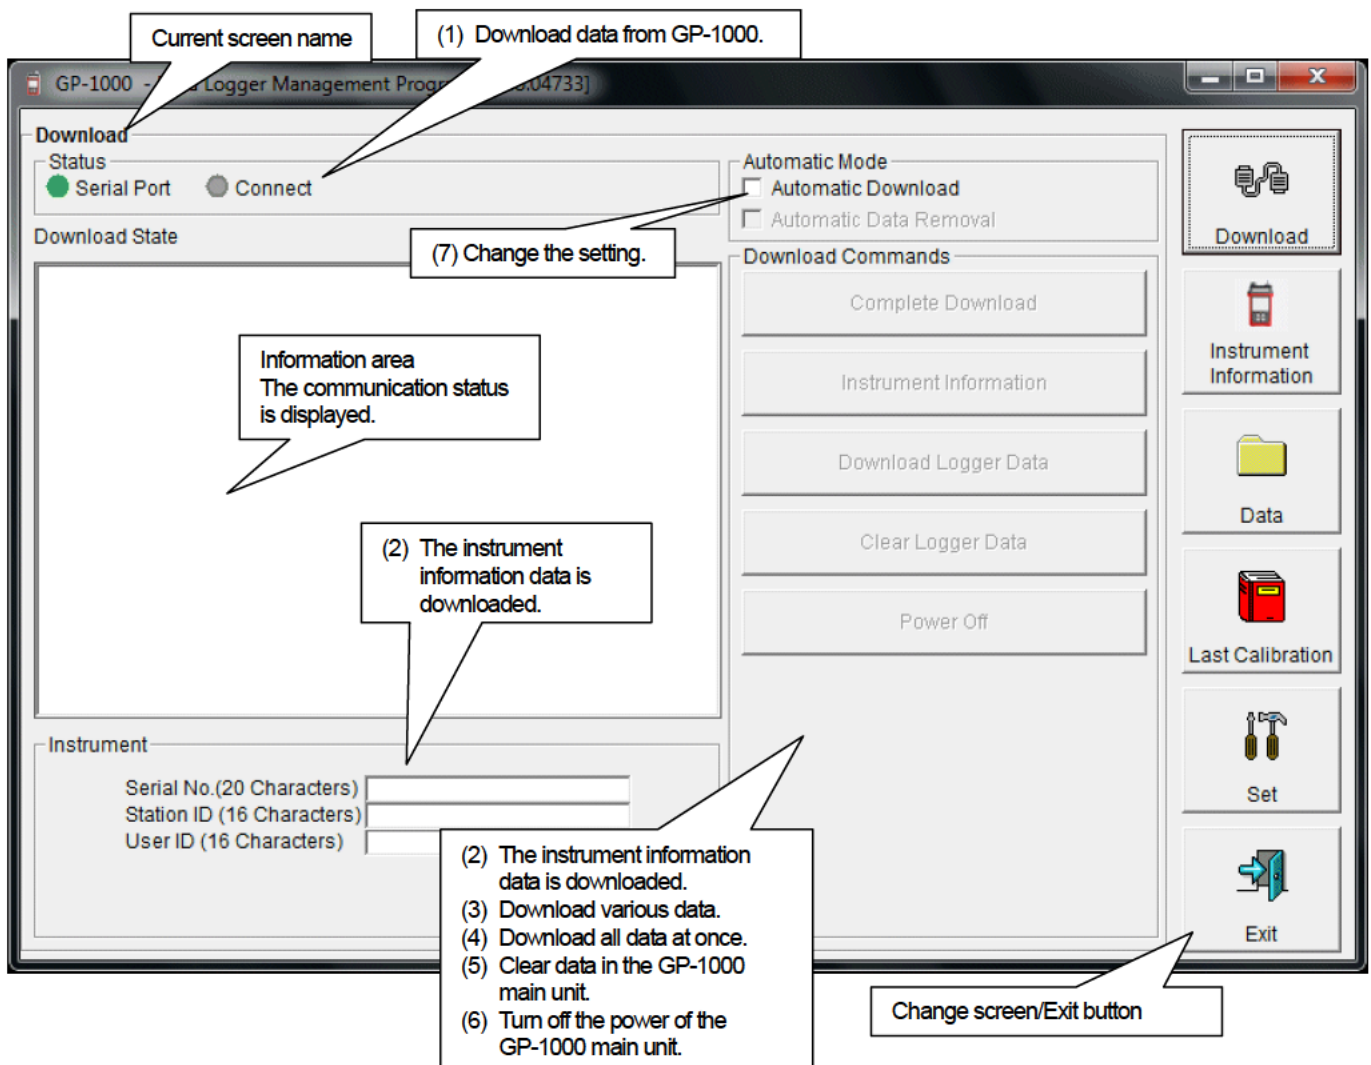 Current screen name
(1) Download data from GP-1000.
GP-1000 - Logger Management Prog .04733]
Download
Status
Serial Port
Connect
Automatic Mode
Automatic Download
Automatic Data Removal
Download State
(7) Change the setting.
Download Commands
Complete Download
Instrument Information
Download Logger Data
Clear Logger Data
Power Off
Information area
The communication status
is displayed.
(2) The instrument
information data is
downloaded.
Instrument
Serial No.(20 Characters)
Station ID (16 Characters)
User ID (16 Characters)
(2) The instrument information
data is downloaded.
(3) Download various data.
(4) Download all data at once.
(5) Clear data in the GP-1000
main unit.
(6) Turn off the power of the
GP-1000 main unit.
Download
Instrument
Information
Data
Last Calibration
Set
Exit
Change screen/Exit button